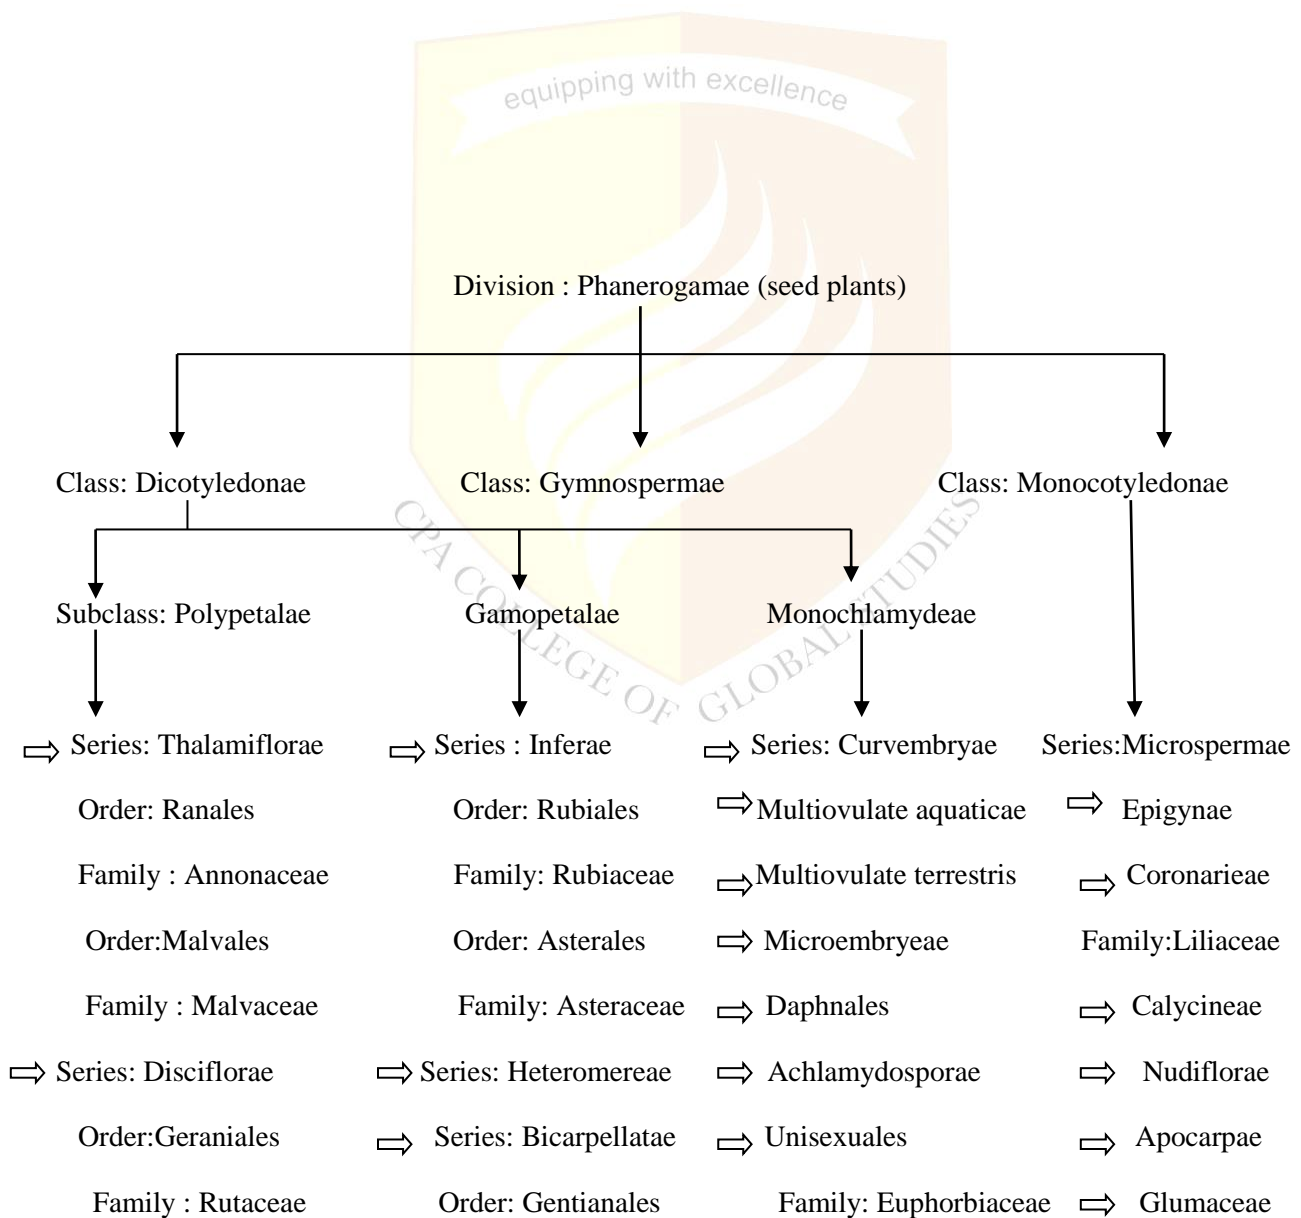 equipping with excellence
Division : Phanerogamae (seed plants)
Class: Dicotyledonae
Class: Gymnospermae
Class: Monocotyledonae
CPA COLLEGE OF GLOBAL STUDIES
Subclass: Polypetalae
Gamopetalae
Monochlamydeae
Series: Thalamiflorae
Order: Ranales
Family : Annonaceae
Order:Malvales
Family : Malvaceae
Series: Disciflorae
Order:Geraniales
Family : Rutaceae
Series : Inferae
Order: Rubiales
Family: Rubiaceae
Order: Asterales
Family: Asteraceae
Series: Heteromereae
Series: Bicarpellatae
Order: Gentianales
Series: Curvembryae
Multiovulate aquaticae
Multiovulate terrestris
Microembryeae
Daphnales
Achlamydosporae
Unisexuales
Family: Euphorbiaceae
Series:Microspermae
Epigynae
Coronarieae
Family:Liliaceae
Calycineae
Nudiflorae
Apocarpae
Glumaceae